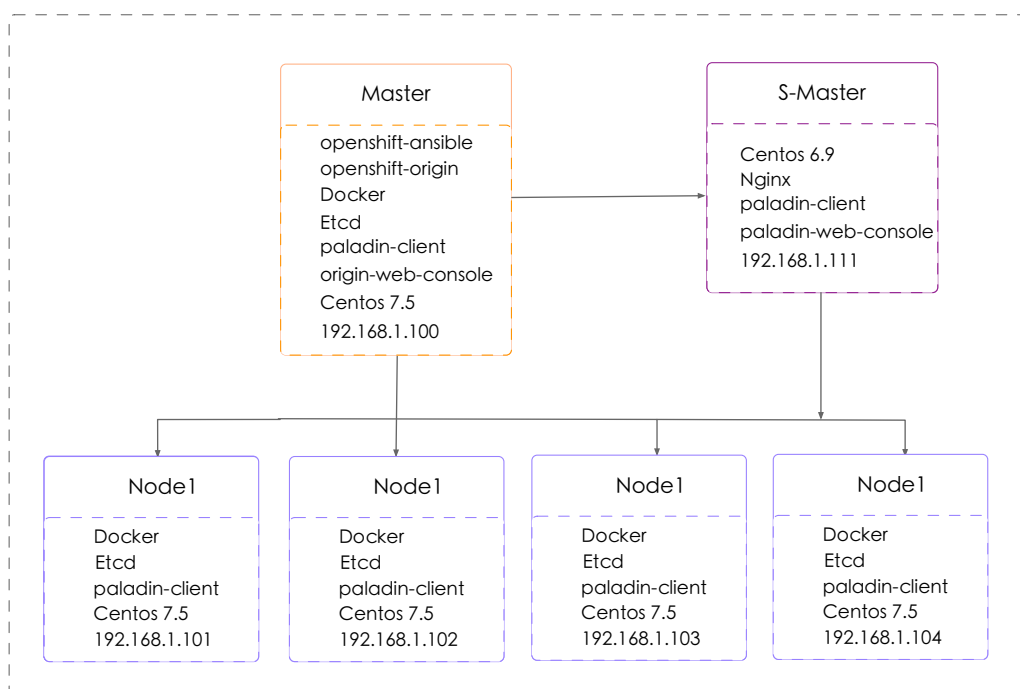 Master
openshift-ansible
openshift-origin
Docker
Etcd
paladin-client
origin-web-console
Centos 7.5
192.168.1.100
S-Master
Centos 6.9
Nginx
paladin-client
paladin-web-console
192.168.1.111
Node1
Docker
Etcd
paladin-client
Centos 7.5
192.168.1.101
Node1
Docker
Etcd
paladin-client
Centos 7.5
192.168.1.102
Node1
Docker
Etcd
paladin-client
Centos 7.5
192.168.1.103
Node1
Docker
Etcd
paladin-client
Centos 7.5
192.168.1.104